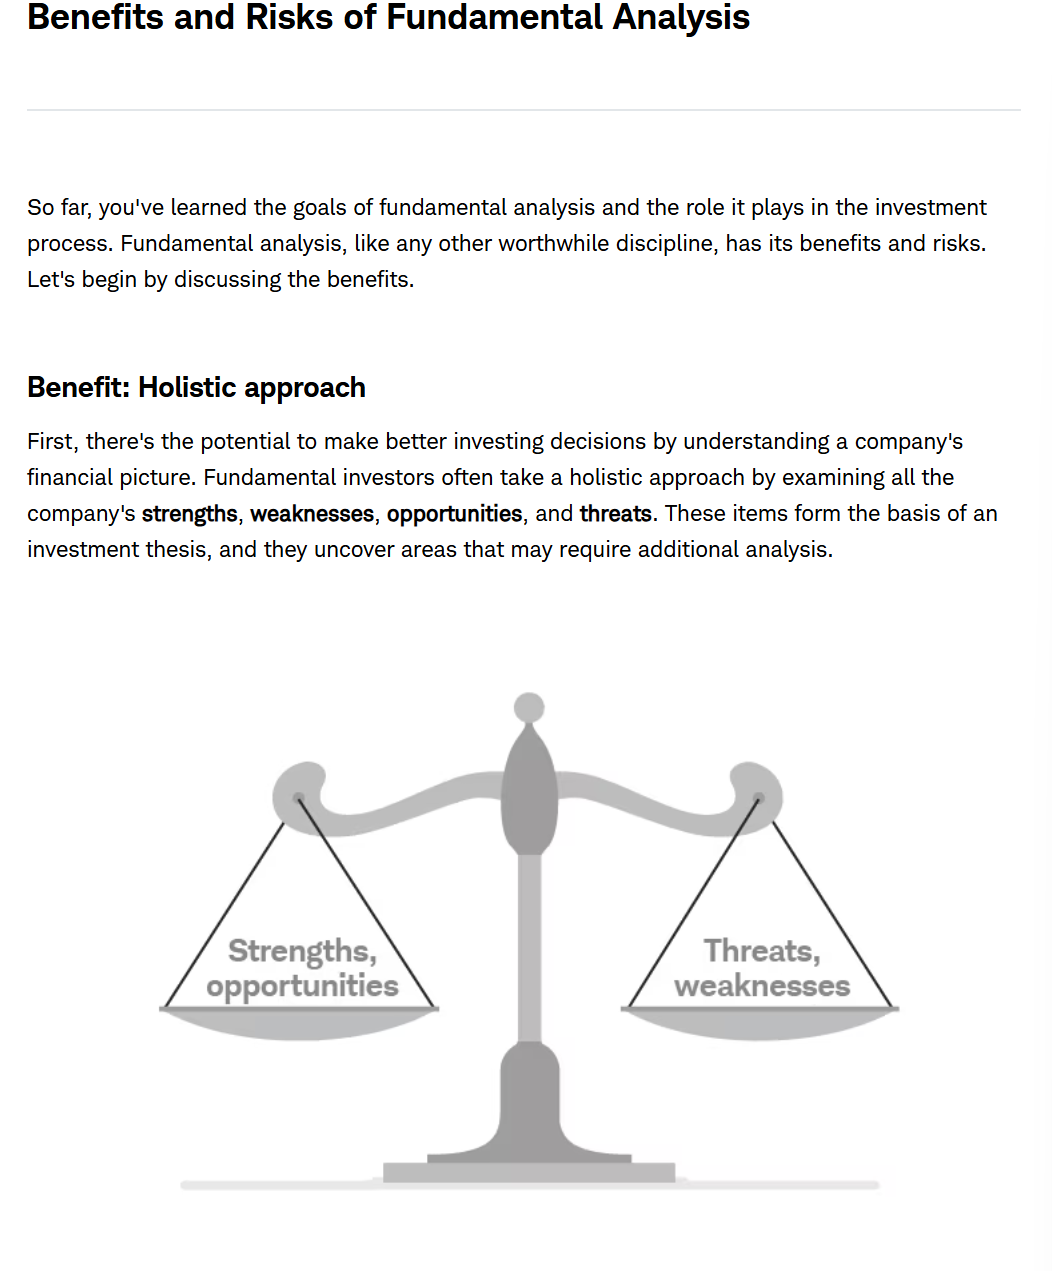 Benefits and Risks of Fundamental Analysis
So far, you've learned the goals of fundamental analysis and the role it plays in the investment
process. Fundamental analysis, like any other worthwhile discipline, has its benefits and risks.
Let's begin by discussing the benefits.
Benefit: Holistic approach
First, there's the potential to make better investing decisions by understanding a company's
financial picture. Fundamental investors often take a holistic approach by examining all the
company's strengths, weaknesses, opportunities, and threats. These items form the basis of an
investment thesis, and they uncover areas that may require additional analysis.
Strengths,
opportunities
Threats,
weaknesses